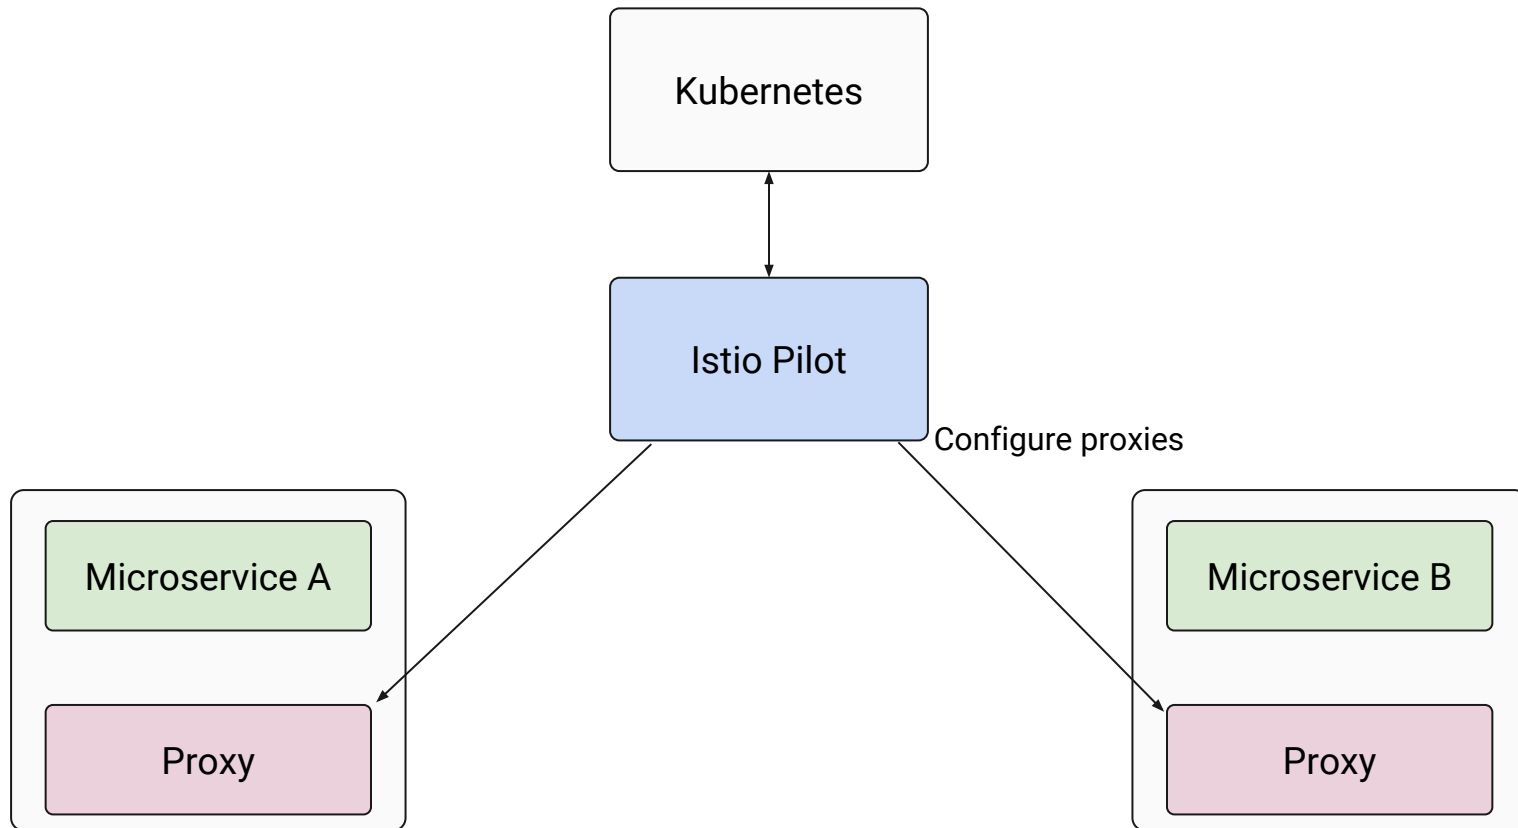 Kubernetes
Istio Pilot
Configure proxies
Microservice A
Microservice B
Proxy
Proxy